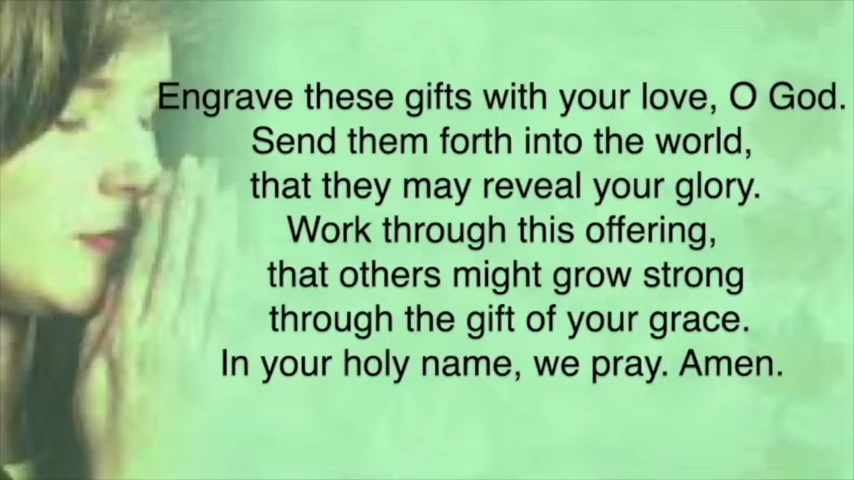 Engrave these gifts with your love, O God.
Send them forth into the world,
that they may reveal your glory.
Work through this offering,
that others might grow strong
through the gift of your grace.
In your holy name, we pray. Amen.